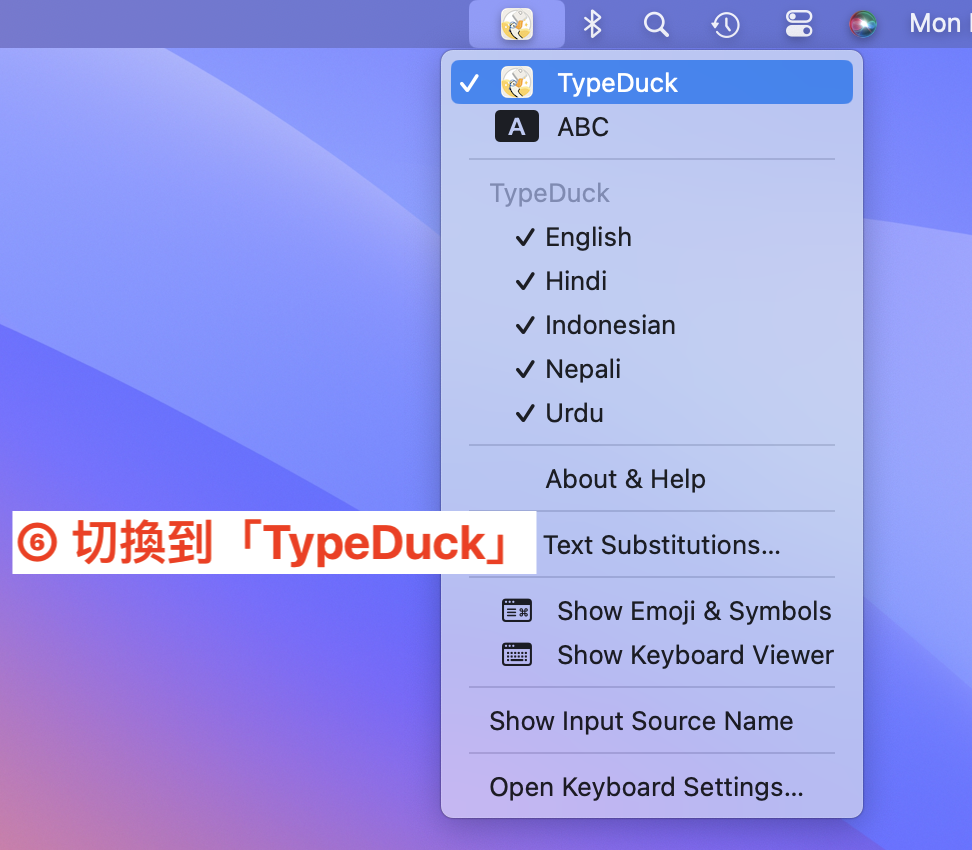 Mon
TypeDuck
A ABC
TypeDuck
English
Hindi
Indonesian
Nepali
Urdu
About & Help
⑥ 切換到「TypeDuck」
Text Substitutions...
Show Emoji & Symbols
Show Keyboard Viewer
Show Input Source Name
Open Keyboard Settings...